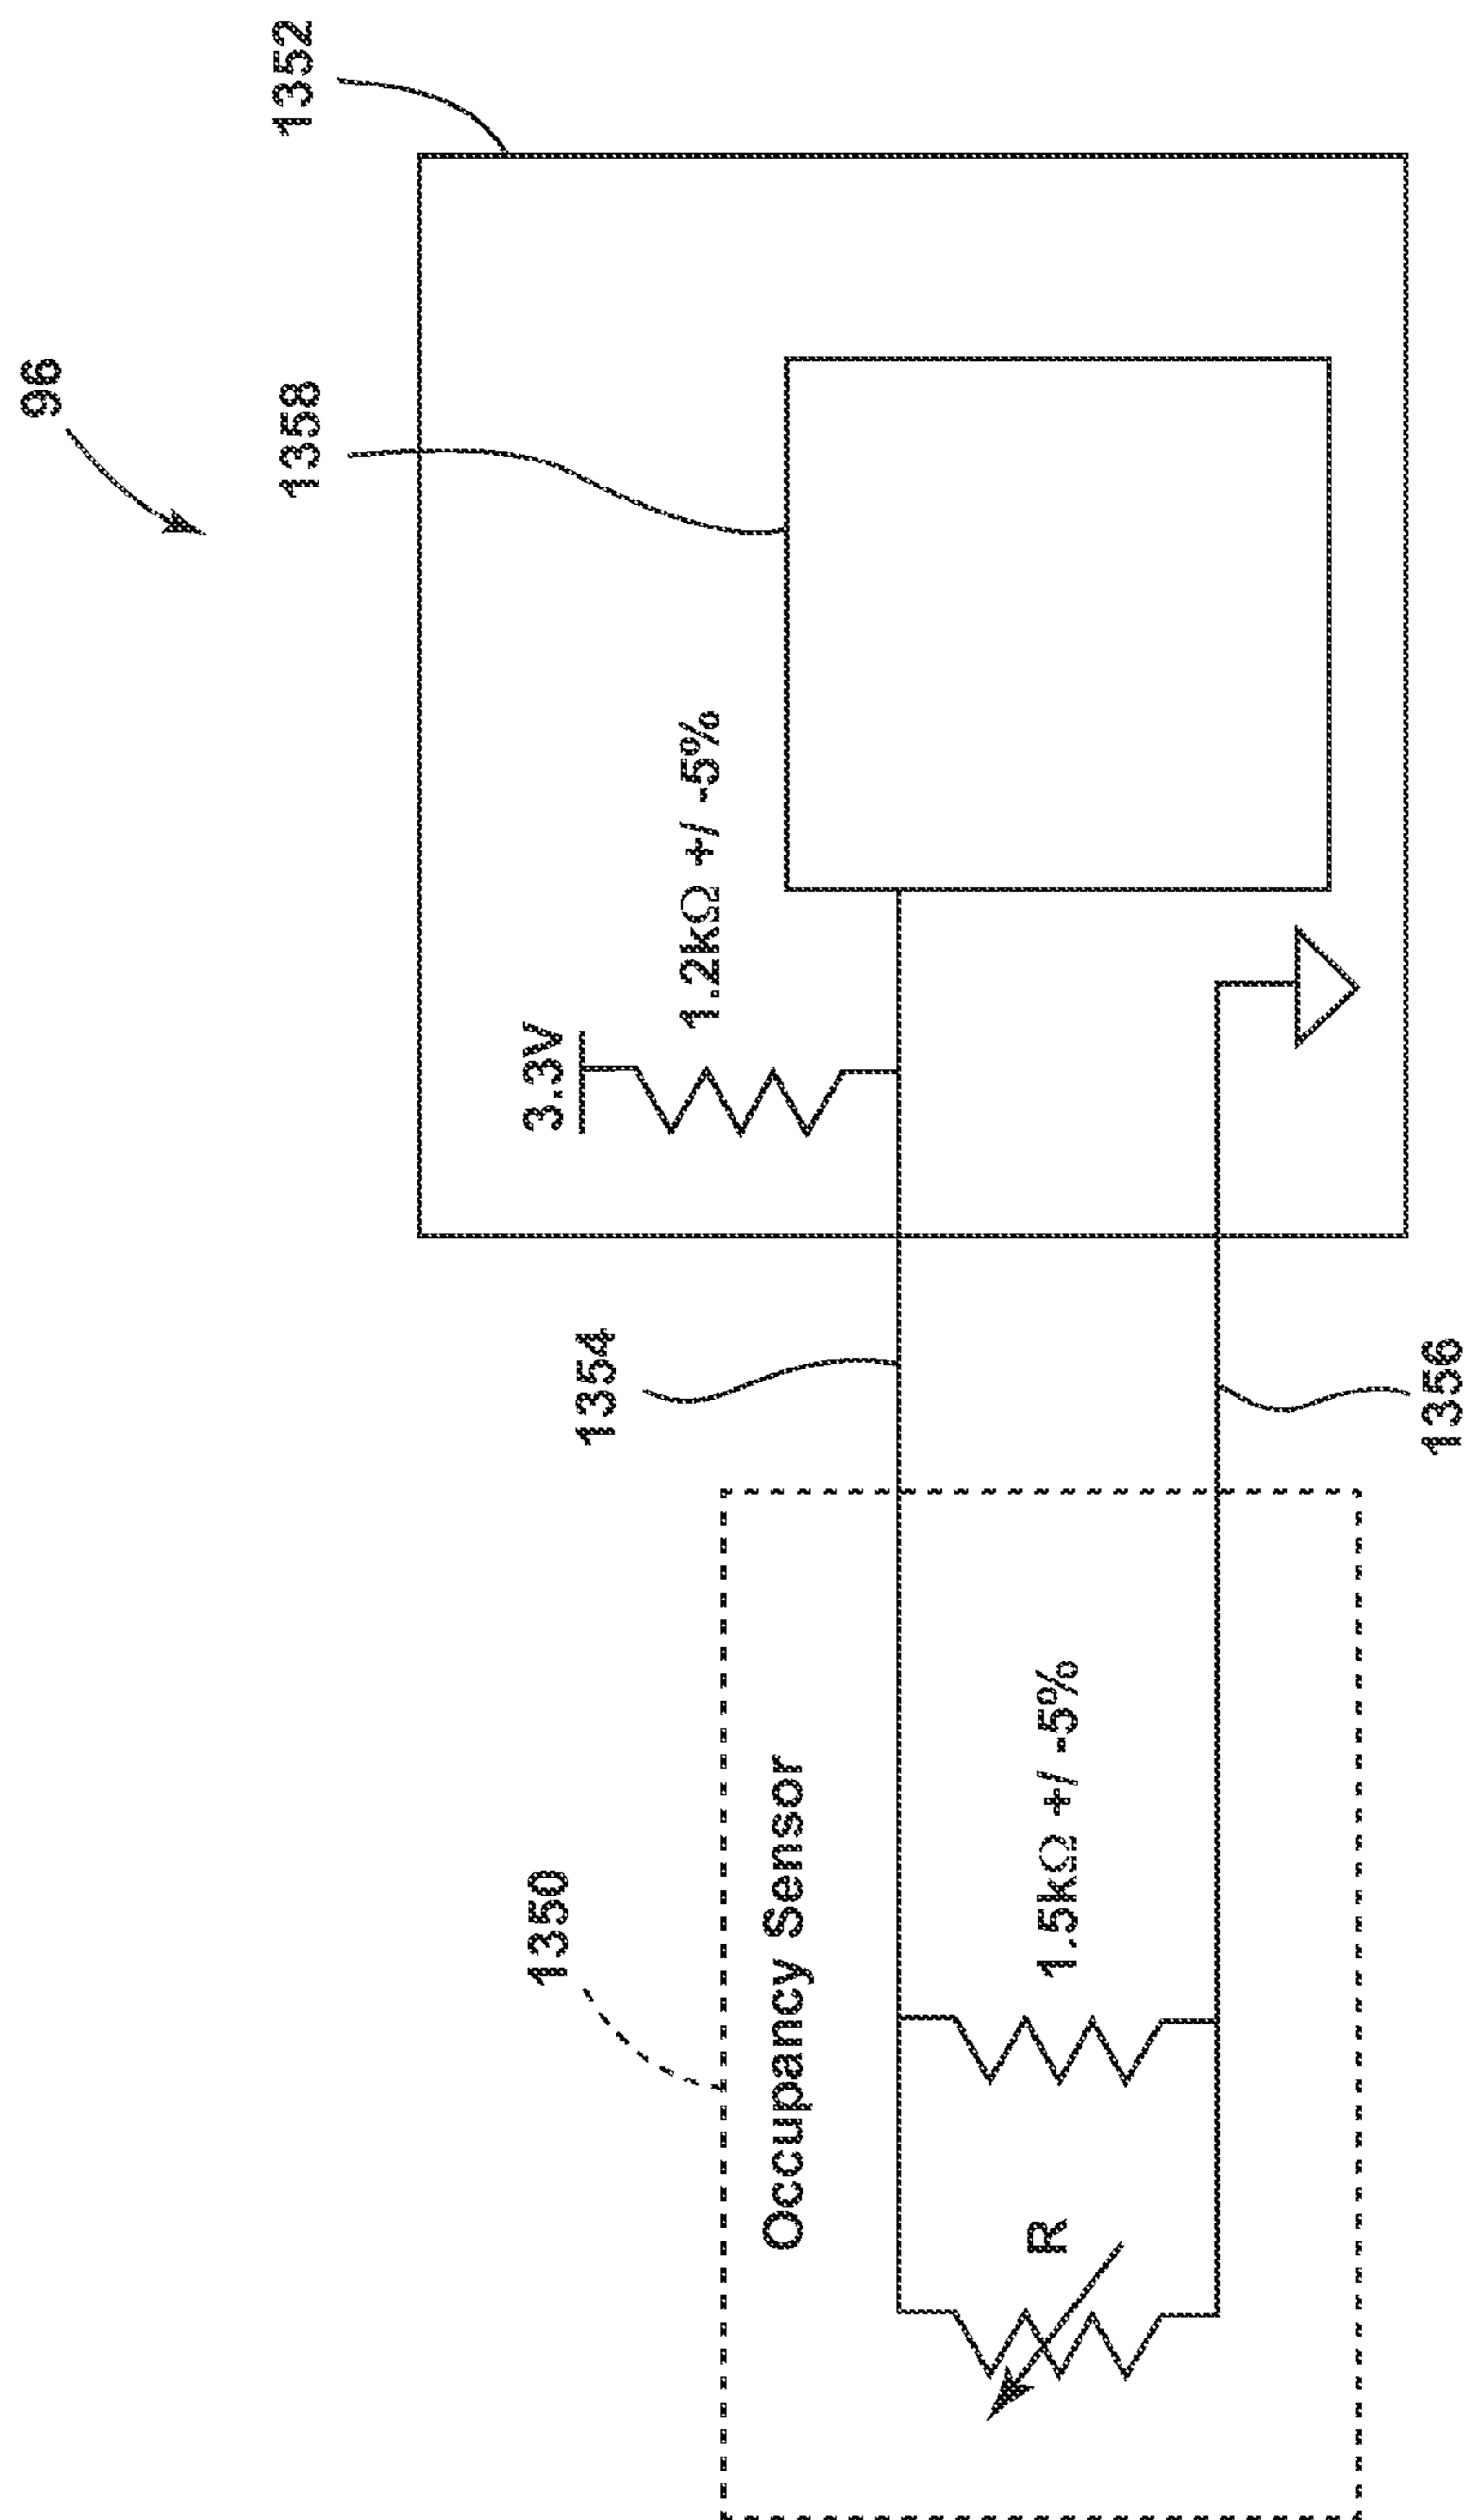 96
1352
1358
3.3V
1.2kΩ +/ -5%
1354
1356
1350
Occupancy Sensor
1.5kΩ +/ -5%
R